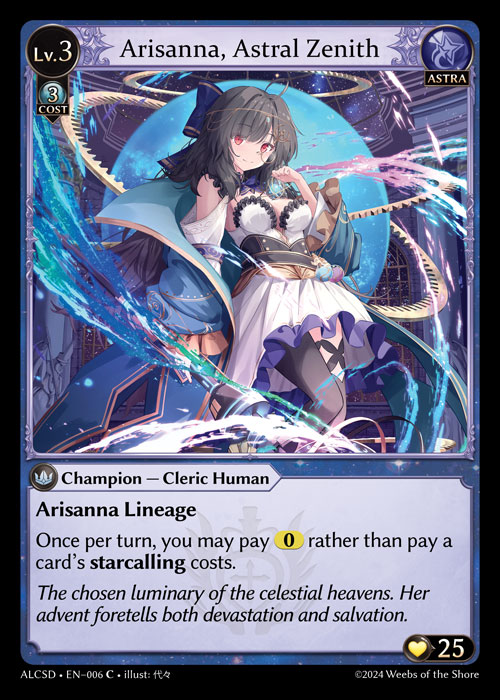 Lv.3
Arisanna, Astral Zenith
ASTRA
3
COST
Champion — Cleric Human
Arisanna Lineage
Once per turn, you may pay 0 rather than pay a
card's starcalling costs.
The chosen luminary of the celestial heavens. Her
advent foretells both devastation and salvation.
25
ALCSD • EN–006 C • illust: 代々
©2024 Weebs of the Shore